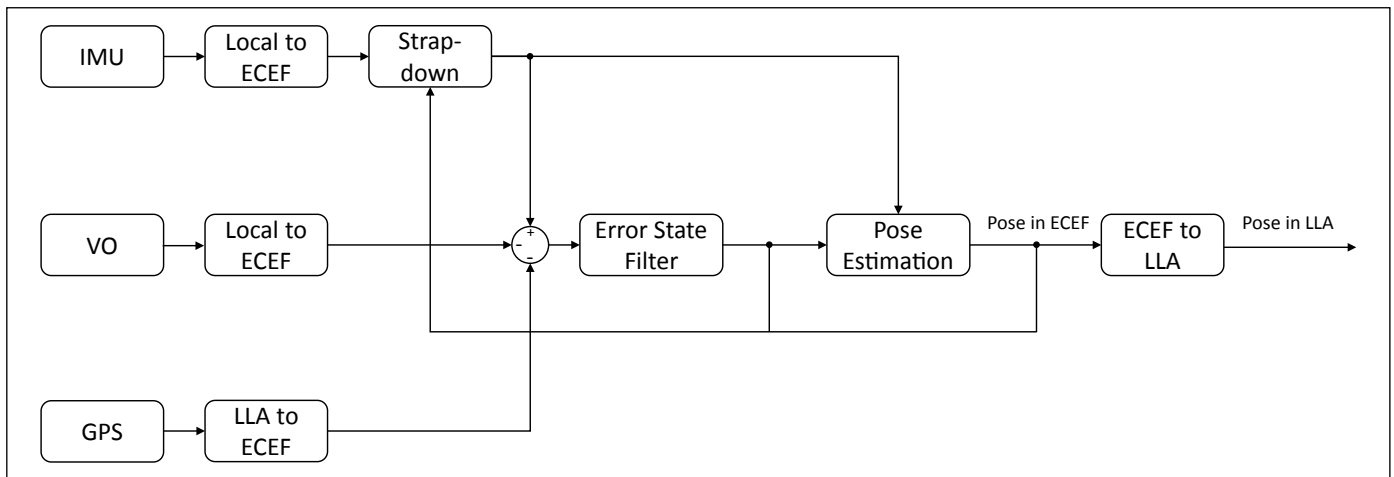 IMU
Local to
ECEF
Strap-
down
VO
Local to
ECEF
+
-
-
Error State
Filter
Pose
Estimation
Pose in ECEF
ECEF to
LLA
Pose in LLA
GPS
LLA to
ECEF